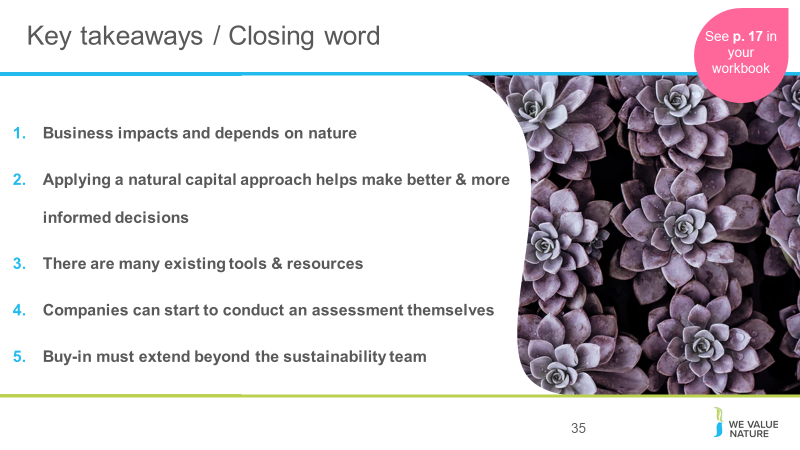 Key takeaways / Closing word
See p. 17 in
your
workbook
1. Business impacts and depends on nature
2. Applying a natural capital approach helps make better & more
informed decisions
3. There are many existing tools & resources
4. Companies can start to conduct an assessment themselves
5. Buy-in must extend beyond the sustainability team
35
WE VALUE
NATURE